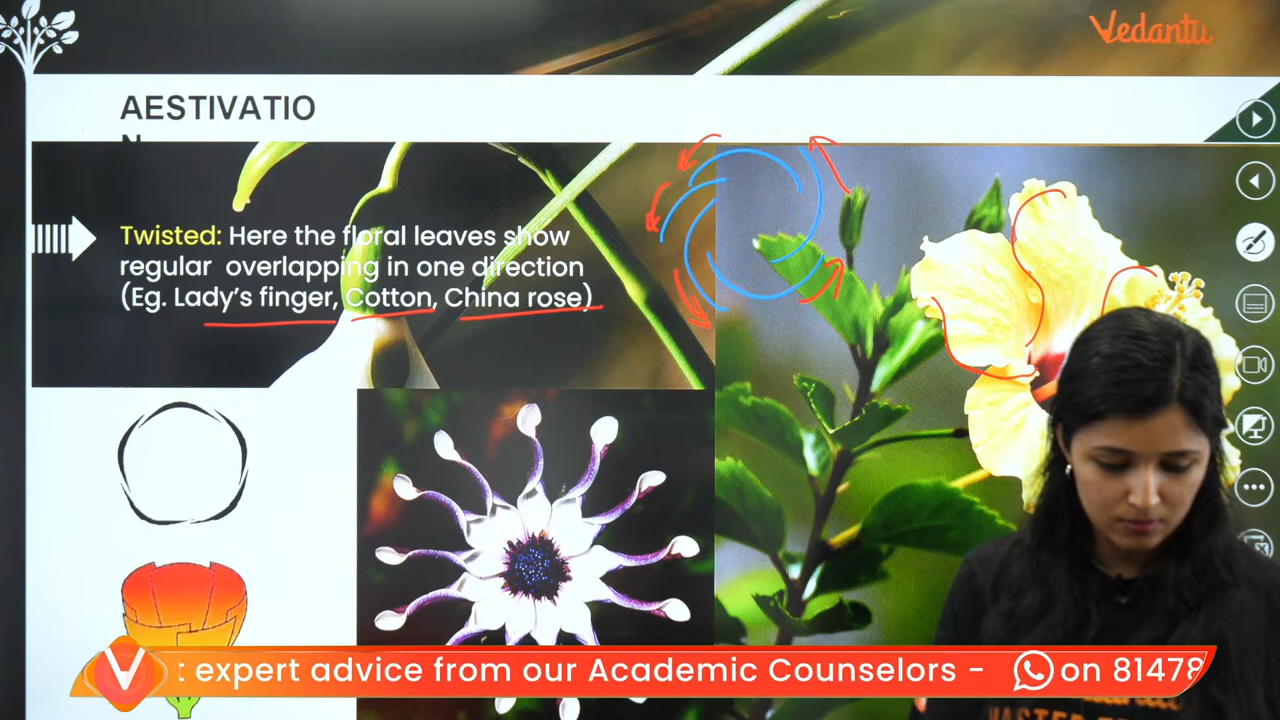 Vedantu
AESTIVATIO
Twisted: Here the floral leaves show
regular overlapping in one direction
(Eg. Lady's finger, Cotton, China rose)
t expert advice from our Academic Counselors - on 8147